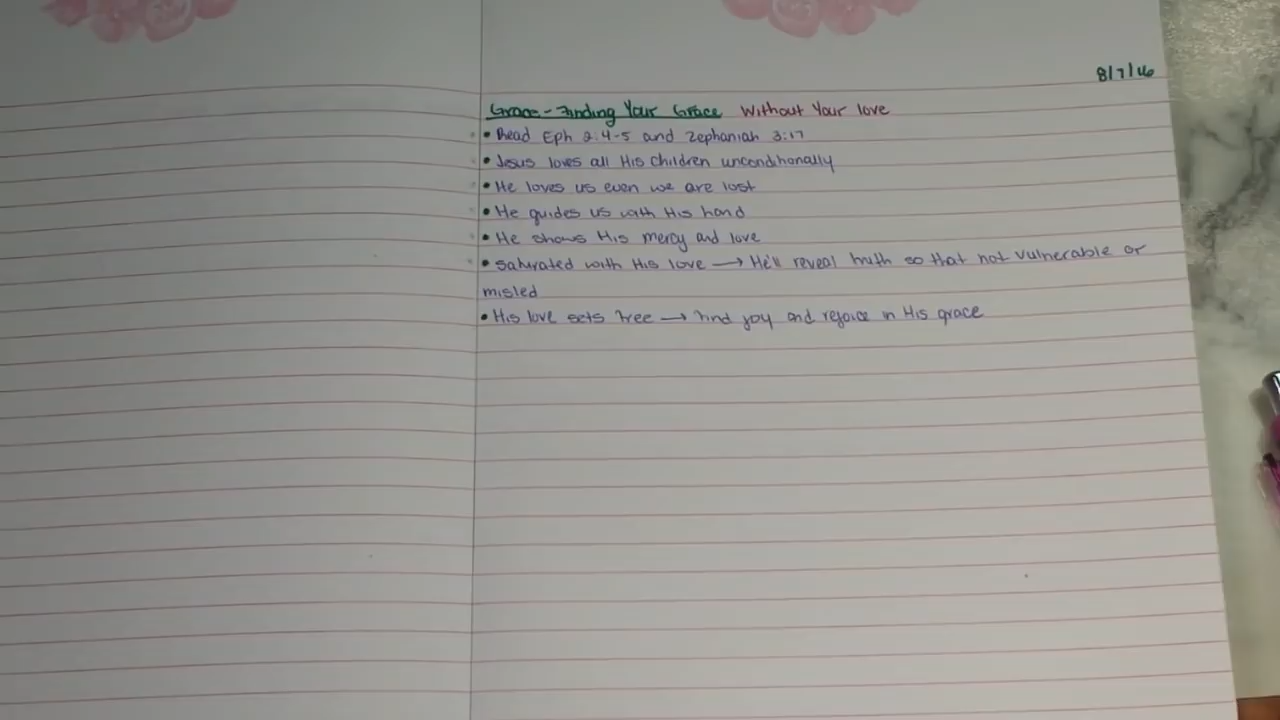 8/7/16
Grace - Finding Your Grace Without Your love
• Read Eph 2:4-5 and Zephaniah 3:17
• Jesus loves all His children unconditionally
• He loves us even we are lost
• He guides us with His hand
• He shows His mercy and love
• Saturated with His love → He'll reveal truth so that not vulnerable or
misled
• His love sets free → find joy and rejoice in His grace